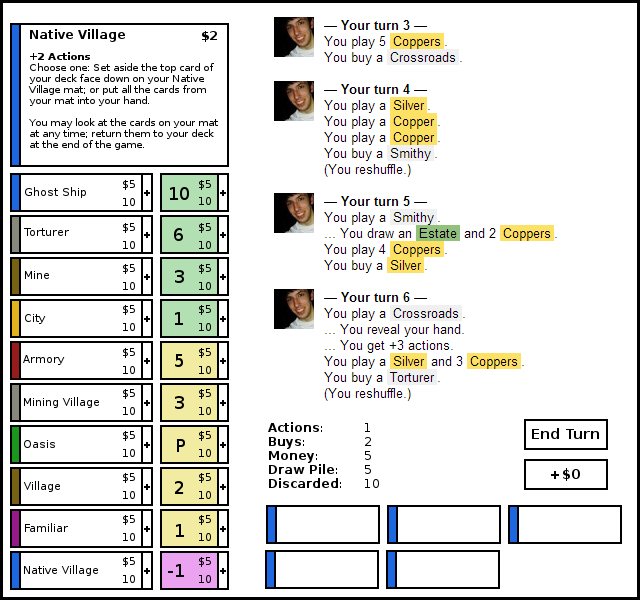 Native Village $2
+2 Actions
Choose one: Set aside the top card of
your deck face down on your Native
Village mat; or put all the cards from
your mat into your hand.
You may look at the cards on your mat
at any time; return them to your deck
at the end of the game.
Ghost Ship $5 10 + 10 $5 10 +
Torturer $5 10 + 6 $5 10 +
Mine $5 10 + 3 $5 10 +
City $5 10 + 1 $5 10 +
Armory $5 10 + 5 $5 10 +
Mining Village $5 10 + 3 $5 10 +
Oasis $5 10 + P $5 10 +
Village $5 10 + 2 $5 10 +
Familiar $5 10 + 1 $5 10 +
Native Village $5 10 + -1 $5 10 +
— Your turn 3 —
You play 5 Coppers.
You buy a Crossroads.
— Your turn 4 —
You play a Silver.
You play a Copper.
You play a Copper.
You buy a Smithy.
(You reshuffle.)
— Your turn 5 —
You play a Smithy.
... You draw an Estate and 2 Coppers.
You play 4 Coppers.
You buy a Silver.
— Your turn 6 —
You play a Crossroads.
... You reveal your hand.
... You get +3 actions.
You play a Silver and 3 Coppers.
You buy a Torturer.
(You reshuffle.)
Actions: 1
Buys: 2
Money: 5
Draw Pile: 5
Discarded: 10
End Turn
+$0